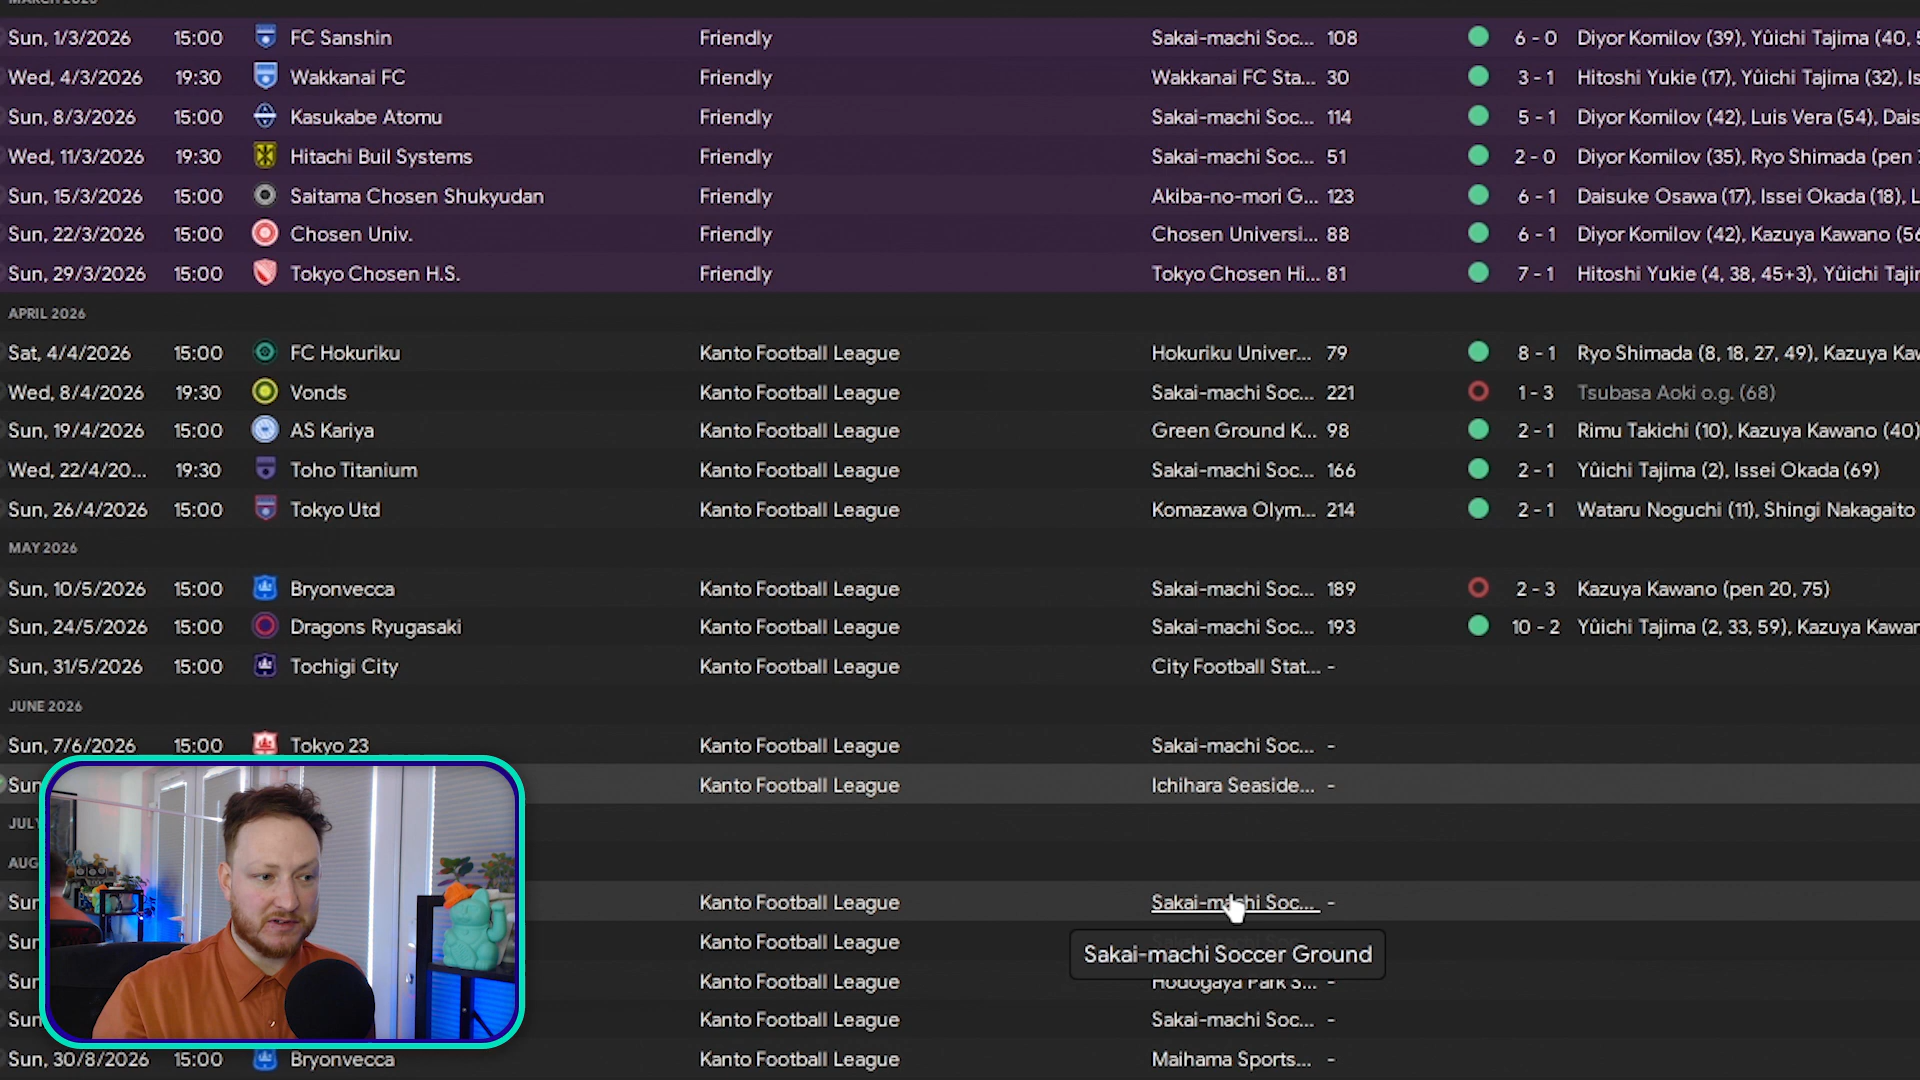 Sun, 1/3/2026 15:00 FC Sanshin Friendly Sakai-machi Soc... 108 6 - 0 Diyor Komilov (39), Yûichi Tajima (40,
Wed, 4/3/2026 19:30 Wakkanai FC Friendly Wakkanai FC Sta... 30 3 - 1 Hitoshi Yukie (17), Yûichi Tajima (32), Is
Sun, 8/3/2026 15:00 Kasukabe Atomu Friendly Sakai-machi Soc... 114 5 - 1 Diyor Komilov (42), Luis Vera (54), Dais
Wed, 11/3/2026 19:30 Hitachi Buil Systems Friendly Sakai-machi Soc... 51 2 - 0 Diyor Komilov (35), Ryo Shimada (pen
Sun, 15/3/2026 15:00 Saitama Chosen Shukyudan Friendly Akiba-no-mori G... 123 6 - 1 Daisuke Osawa (17), Issei Okada (18), L
Sun, 22/3/2026 15:00 Chosen Univ. Friendly Chosen Universi... 88 6 - 1 Diyor Komilov (42), Kazuya Kawano (56
Sun, 29/3/2026 15:00 Tokyo Chosen H.S. Friendly Tokyo Chosen Hi... 81 7 - 1 Hitoshi Yukie (4, 38, 45+3), Yûichi Tajir
APRIL 2026
Sat, 4/4/2026 15:00 FC Hokuriku Kanto Football League Hokuriku Univer... 79 8 - 1 Ryo Shimada (8, 18, 27, 49), Kazuya Kav
Wed, 8/4/2026 19:30 Vonds Kanto Football League Sakai-machi Soc... 221 1 - 3 Tsubasa Aoki o.g. (68)
Sun, 19/4/2026 15:00 AS Kariya Kanto Football League Green Ground K... 98 2 - 1 Rimu Takichi (10), Kazuya Kawano (40)
Wed, 22/4/20... 19:30 Toho Titanium Kanto Football League Sakai-machi Soc... 166 2 - 1 Yûichi Tajima (2), Issei Okada (69)
Sun, 26/4/2026 15:00 Tokyo Utd Kanto Football League Komazawa Olym... 214 2 - 1 Wataru Noguchi (11), Shingi Nakagaito
MAY 2026
Sun, 10/5/2026 15:00 Bryonvecca Kanto Football League Sakai-machi Soc... 189 2 - 3 Kazuya Kawano (pen 20, 75)
Sun, 24/5/2026 15:00 Dragons Ryugasaki Kanto Football League Sakai-machi Soc... 193 10 - 2 Yûichi Tajima (2, 33, 59), Kazuya Kawar
Sun, 31/5/2026 15:00 Tochigi City Kanto Football League City Football Stat... -
JUNE 2026
Sun, 7/6/2026 15:00 Tokyo 23 Kanto Football League Sakai-machi Soc... -
Sun Kanto Football League Ichihara Seaside... -
JULY
AUG
Sun Kanto Football League Sakai-machi Soc... -
Sun Kanto Football League -
Sakai-machi Soccer Ground
Sun Kanto Football League Hodogaya Park S... -
Sun Kanto Football League Sakai-machi Soc... -
Sun, 30/8/2026 15:00 Bryonvecca Kanto Football League Maihama Sports... -